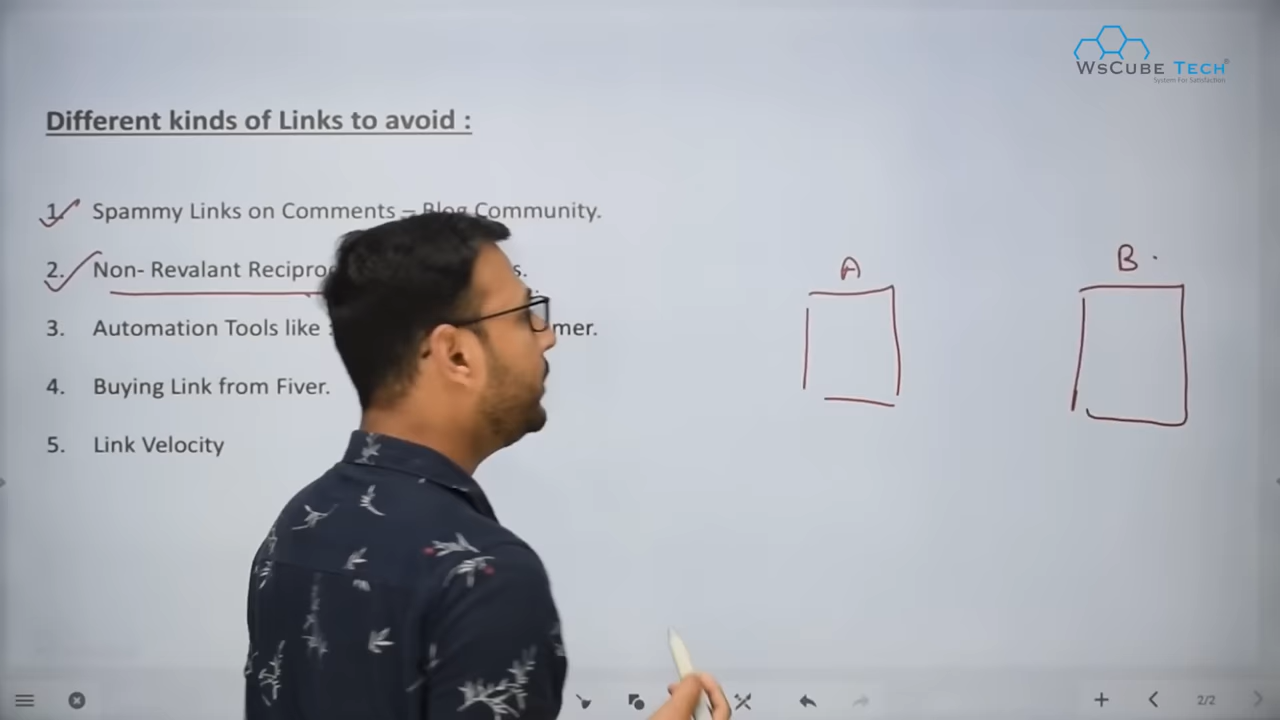 WsCube Tech
System For Satisfaction
Different kinds of Links to avoid :
1. Spammy Links on Comments – Blog Community.
2. Non- Revalant Recipro s.
3. Automation Tools like mer.
4. Buying Link from Fiver.
5. Link Velocity
A
B
2/2